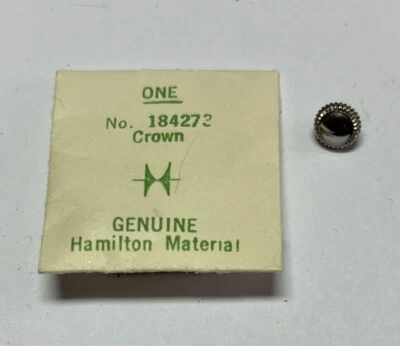 ONE
No. 184273
Crown
GENUINE
Hamilton Material